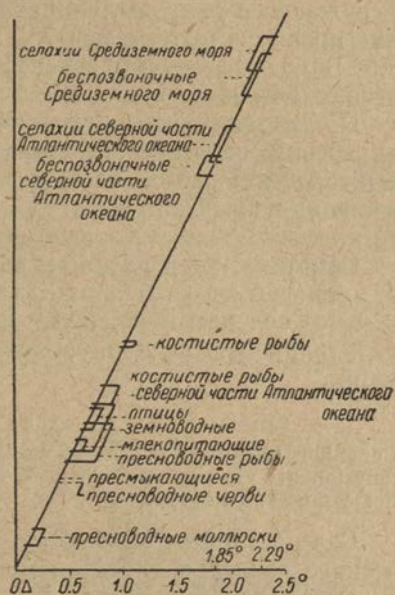 селахии Средиземного моря
беспозвоночные
Средиземного моря
селахии северной части
Атлантического океана
беспозвоночные
северной части
Атлантического
океана
костистые рыбы
костистые рыбы
северной части Атлантического
океана
птицы
земноводные
млекопитающие
пресноводные рыбы
пресмыкающиеся
пресноводные черви
пресноводные моллюски
1.85° 2.29°
0Δ 0.5 1.0 1.5 2.0 2.5°